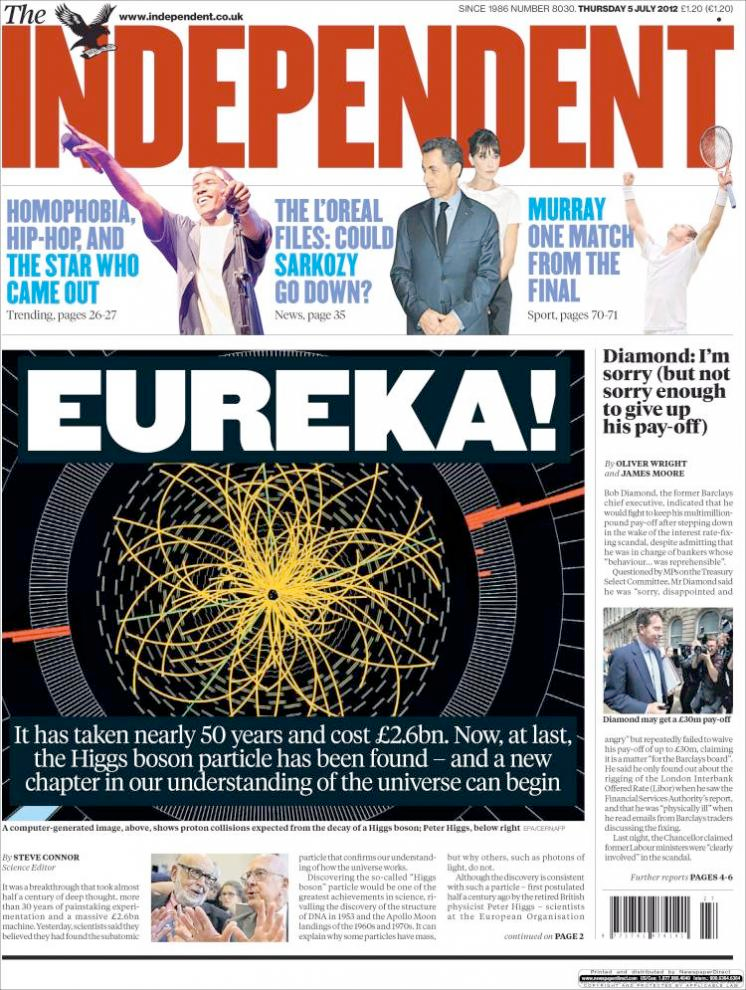 The
www.independent.co.uk
SINCE 1986 NUMBER 8030. THURSDAY 5 JULY 2012 £1.20 (€1.20)
INDEPENDENT
HOMOPHOBIA,
HIP-HOP, AND
THE STAR WHO
CAME OUT
Trending, pages 26-27
THE L'OREAL
FILES: COULD
SARKOZY
GO DOWN?
News, page 35
MURRAY
ONE MATCH
FROM THE
FINAL
Sport, pages 70-71
EUREKA!
It has taken nearly 50 years and cost £2.6bn. Now, at last,
the Higgs boson particle has been found – and a new
chapter in our understanding of the universe can begin
A computer-generated image, above, shows proton collisions expected from the decay of a Higgs boson; Peter Higgs, below right EPA/CERN/AFP
By STEVE CONNOR
Science Editor
It was a breakthrough that took almost
half a century of deep thought, more
than 30 years of painstaking experi-
mentation and a massive £2.6bn
machine. Yesterday, scientists said they
believed they had found the subatomic
particle that confirms our understand-
ing of how the universe works.
Discovering the so-called "Higgs
boson" particle would be one of the
greatest achievements in science, ri-
valling the discovery of the structure
of DNA in 1953 and the Apollo Moon
landings of the 1960s and 1970s. It can
explain why some particles have mass,
but why others, such as photons of
light, do not.
Although the discovery is consistent
with such a particle – first postulated
half a century ago by the retired British
physicist Peter Higgs – scientists
at the European Organisation
continued on PAGE 2
Diamond: I'm
sorry (but not
sorry enough
to give up
his pay-off)
By OLIVER WRIGHT
and JAMES MOORE
Bob Diamond, the former Barclays
chief executive, indicated that he
would fight to keep his multimillion-
pound pay-off after stepping down
in the wake of the interest rate-fix-
ing scandal, despite admitting that
he was in charge of bankers whose
"behaviour... was reprehensible".
Questioned by MPs on the Treasury
Select Committee, Mr Diamond said
he was "sorry, disappointed and
Diamond may get a £30m pay-off
angry" but repeatedly failed to waive
his pay-off of up to £30m, claiming
it is a matter "for the Barclays board".
He said he only found out about the
rigging of the London Interbank
Offered Rate (Libor) when he saw the
Financial Services Authority's report,
and that he was "physically ill" when
he read emails from Barclays traders
discussing the fixing.
Last night, the Chancellor claimed
former Labour ministers were "clearly
involved" in the scandal.
Further reports PAGES 4-6
Printed and distributed by NewspaperDirect
COPYRIGHT AND PROTECTED BY APPLICABLE LAW